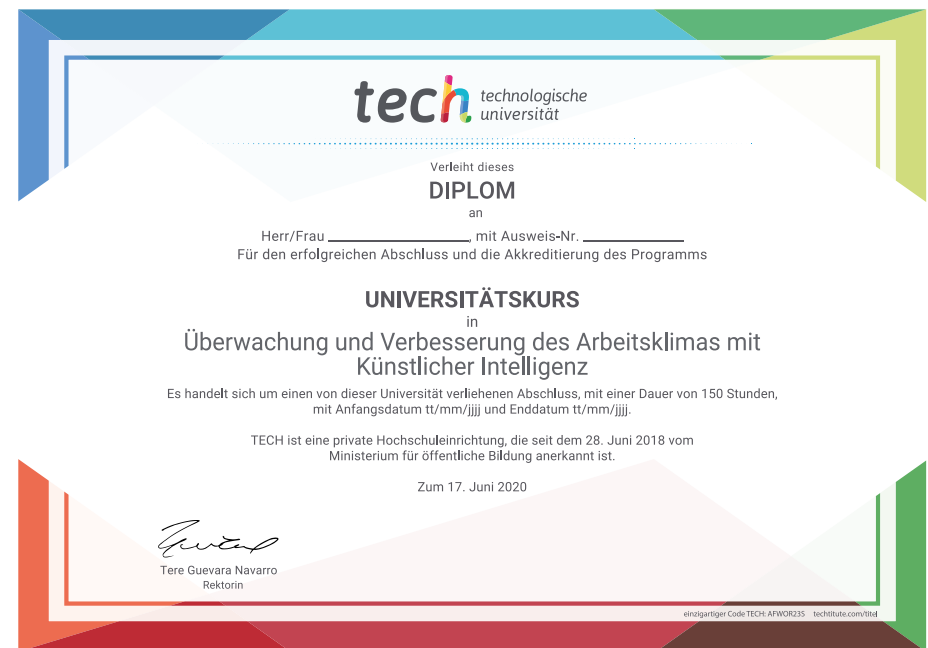 tech technologische
universität
Verleiht dieses
DIPLOM
an
Herr/Frau ________________, mit Ausweis-Nr. ____________
Für den erfolgreichen Abschluss und die Akkreditierung des Programms
UNIVERSITÄTSKURS
in
Überwachung und Verbesserung des Arbeitsklimas mit
Künstlicher Intelligenz
Es handelt sich um einen von dieser Universität verliehenen Abschluss, mit einer Dauer von 150 Stunden,
mit Anfangsdatum tt/mm/jjjj und Enddatum tt/mm/jjjj.
TECH ist eine private Hochschuleinrichtung, die seit dem 28. Juni 2018 vom
Ministerium für öffentliche Bildung anerkannt ist.
Zum 17. Juni 2020
Tere Guevara Navarro
Rektorin
einzigartiger Code TECH: AFWOR23S techtitute.com/titel